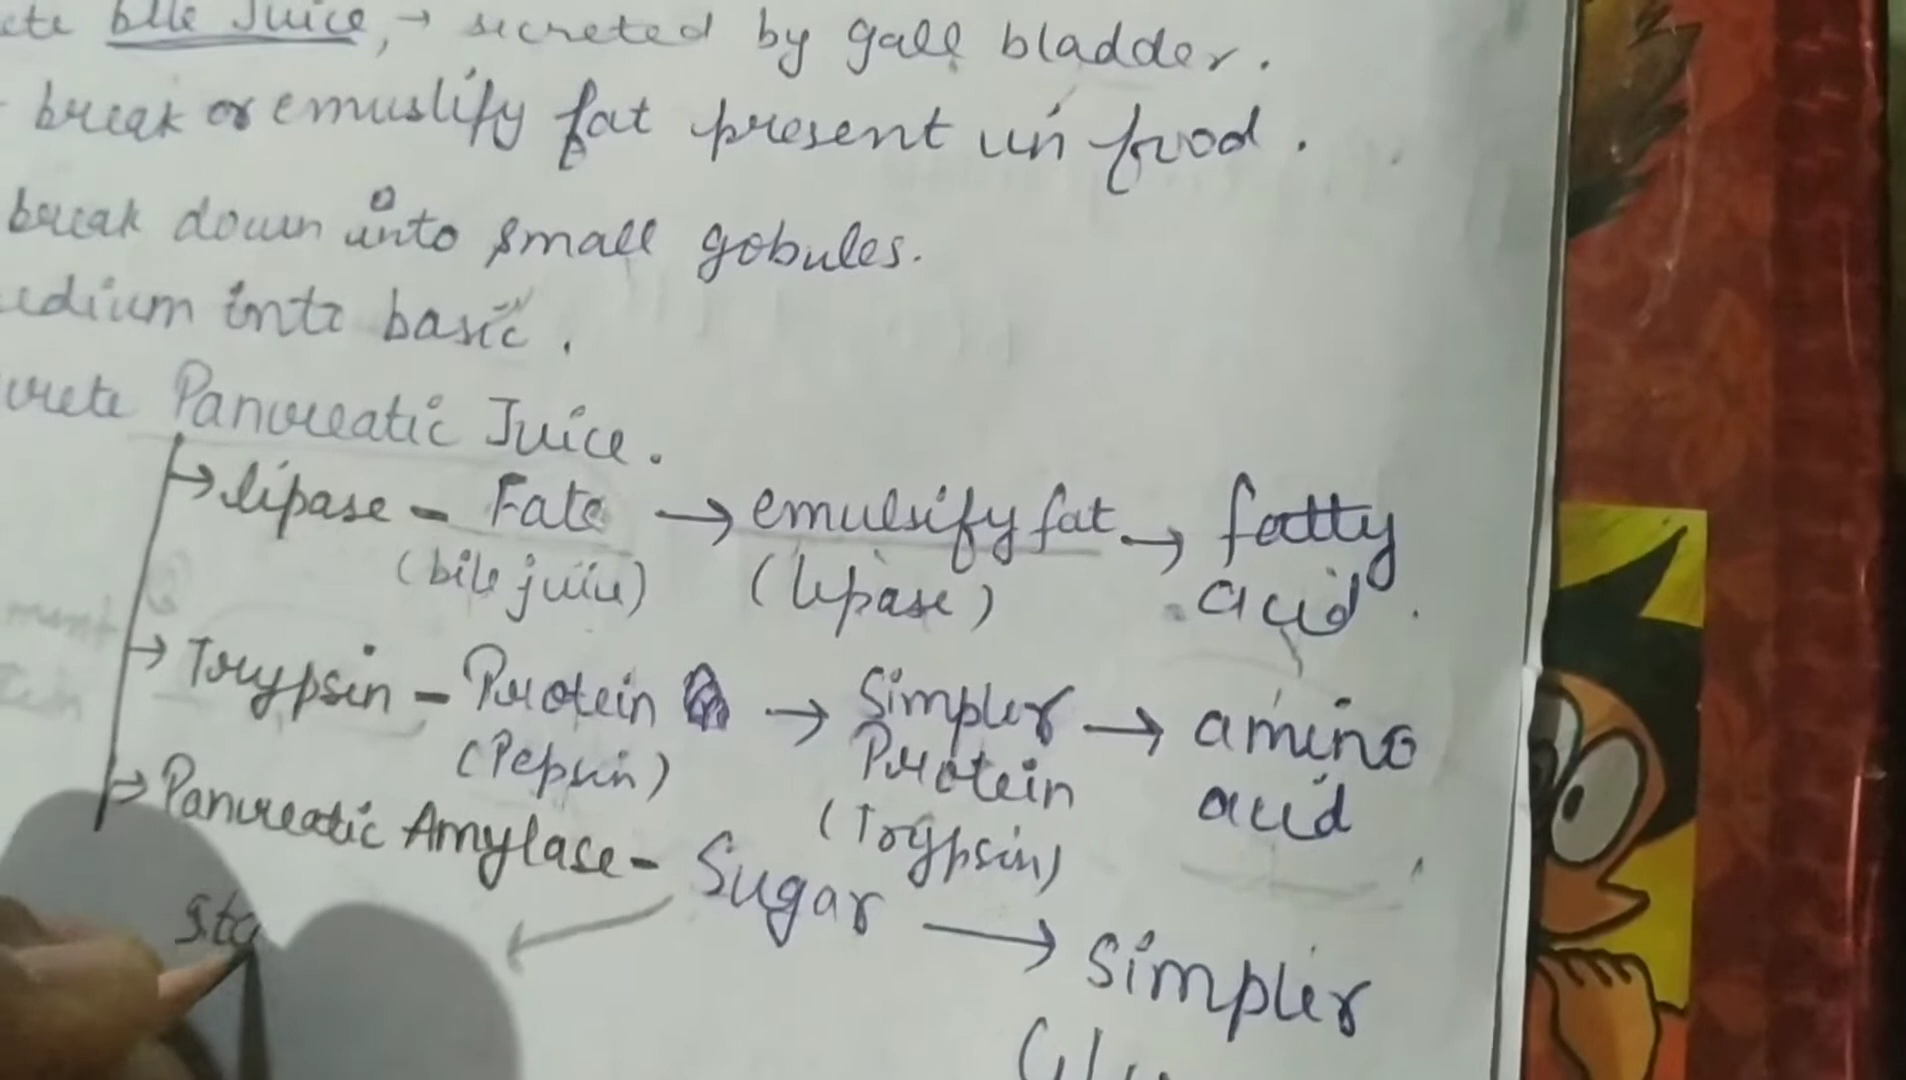 bile Juice, → secreted by gall bladder.
break or emuslify fat present in food.
break down into small gobules.
medium into basic.
Pancreatic Juice.
→ lipase - Fats → emulsify fat → fatty
(bile juice) (lipase) acid.
→ Trypsin - Protein → Simpler → amino
(Pepsin) Protein acid
→ Pancreatic Amylase - Sugar → Simpler
(Trypsin)
sta